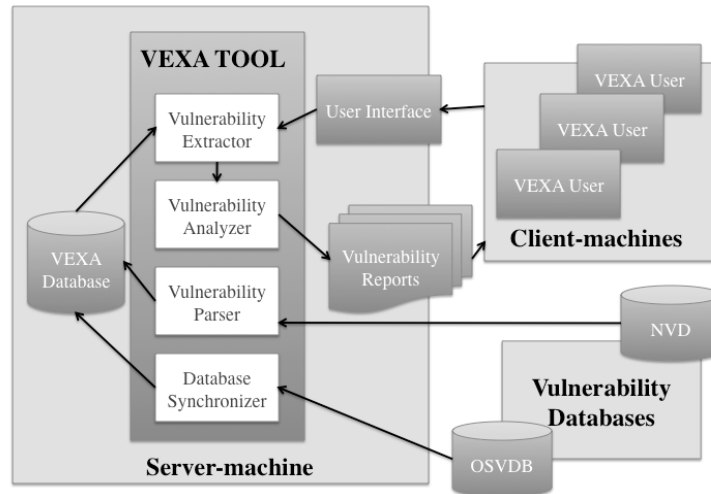 VEXA TOOL
Vulnerability
Extractor
User Interface
VEXA User
VEXA User
VEXA User
Client-machines
Vulnerability
Analyzer
Vulnerability
Reports
VEXA
Database
Vulnerability
Parser
NVD
Database
Synchronizer
Vulnerability
Databases
OSVDB
Server-machine